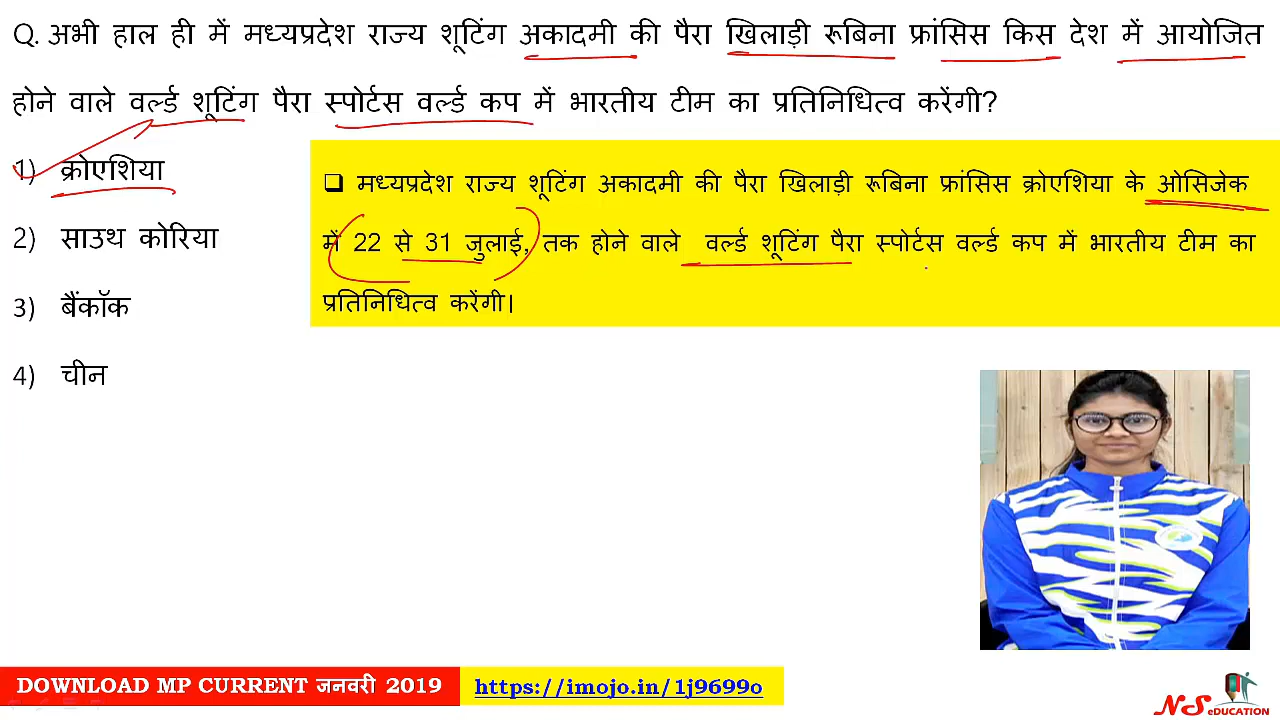 Q. अभी हाल ही में मध्यप्रदेश राज्य शूटिंग अकादमी की पैरा खिलाड़ी रूबिना फ्रांसिस किस देश में आयोजित
होने वाले वर्ल्ड शूटिंग पैरा स्पोर्टस वर्ल्ड कप में भारतीय टीम का प्रतिनिधित्व करेंगी?
1) क्रोएशिया
2) साउथ कोरिया
3) बैंकॉक
4) चीन
❑ मध्यप्रदेश राज्य शूटिंग अकादमी की पैरा खिलाड़ी रूबिना फ्रांसिस क्रोएशिया के ओसिजेक
में 22 से 31 जुलाई, तक होने वाले वर्ल्ड शूटिंग पैरा स्पोर्टस वर्ल्ड कप में भारतीय टीम का
प्रतिनिधित्व करेंगी।
DOWNLOAD MP CURRENT जनवरी 2019 https://imojo.in/1j9699o
NS eDUCATION